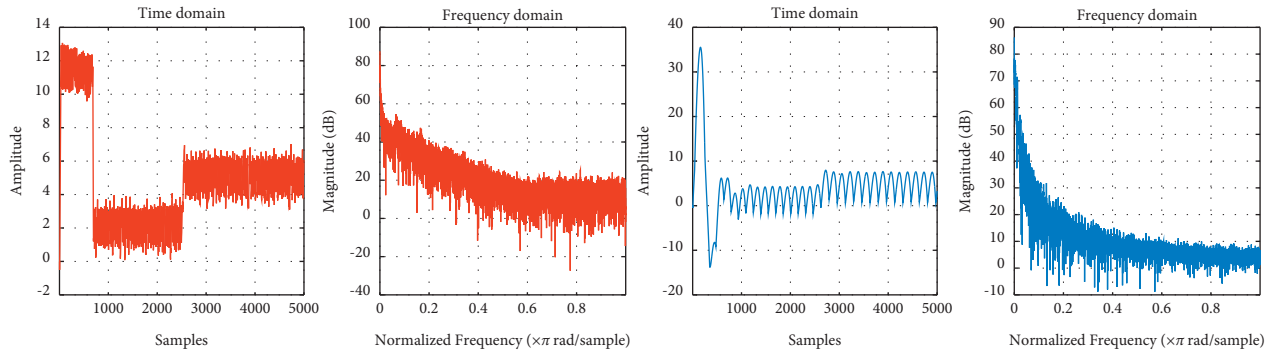 Time domain
14
12
10
8
6
4
2
0
-2
Amplitude
1000 2000 3000 4000 5000
Samples
Frequency domain
100
80
60
40
20
0
-20
-40
Magnitude (dB)
0 0.2 0.4 0.6 0.8
Normalized Frequency (×π rad/sample)
Time domain
40
30
20
10
0
-10
-20
Amplitude
1000 2000 3000 4000 5000
Samples
Frequency domain
90
80
70
60
50
40
30
20
10
0
-10
Magnitude (dB)
0 0.2 0.4 0.6 0.8
Normalized Frequency (×π rad/sample)